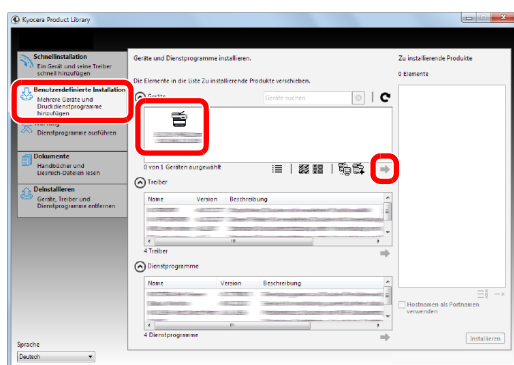 Kyocera Product Library
Schnellinstallation
Ein Gerät und seine Treiber
schnell hinzufügen
Benutzerdefinierte Installation
Mehrere Geräte und
Druckdienstprogramme
hinzufügen
Wartung
Dienstprogramme ausführen
Dokumente
Handbücher und
Liesmich-Dateien lesen
Deinstallieren
Geräte, Treiber und
Dienstprogramme entfernen
Sprache
Deutsch
Geräte und Dienstprogramme installieren.
Die Elemente in die Liste Zu installierende Produkte verschieben.
Geräte
Geräte suchen
0 von 1 Geräten ausgewählt
Treiber
Name Version Beschreibung
4 Treiber
Dienstprogramme
Name Version Beschreibung
4 Dienstprogramme
Zu installierende Produkte
0 Elements
Hostnamen als Portnamen
verwenden
Installieren